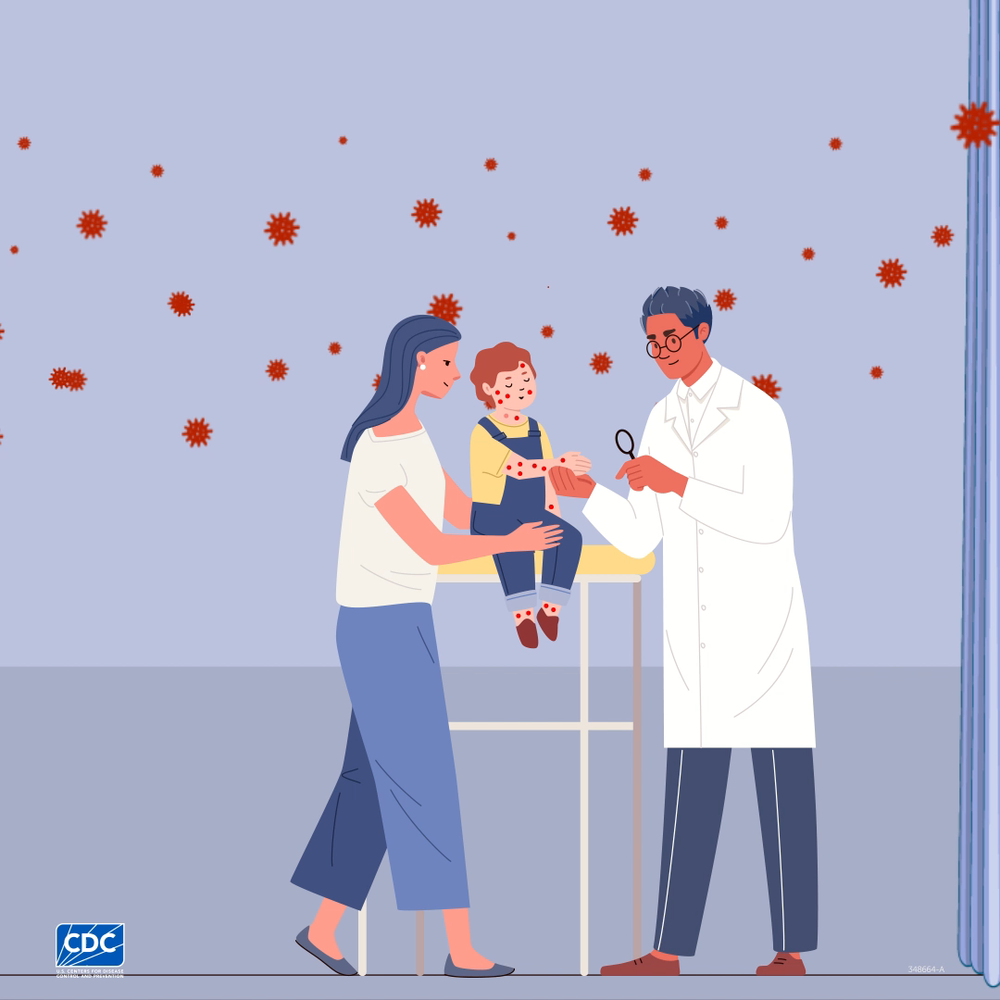 CDC
U.S. CENTERS FOR DISEASE
CONTROL AND PREVENTION
348664-A